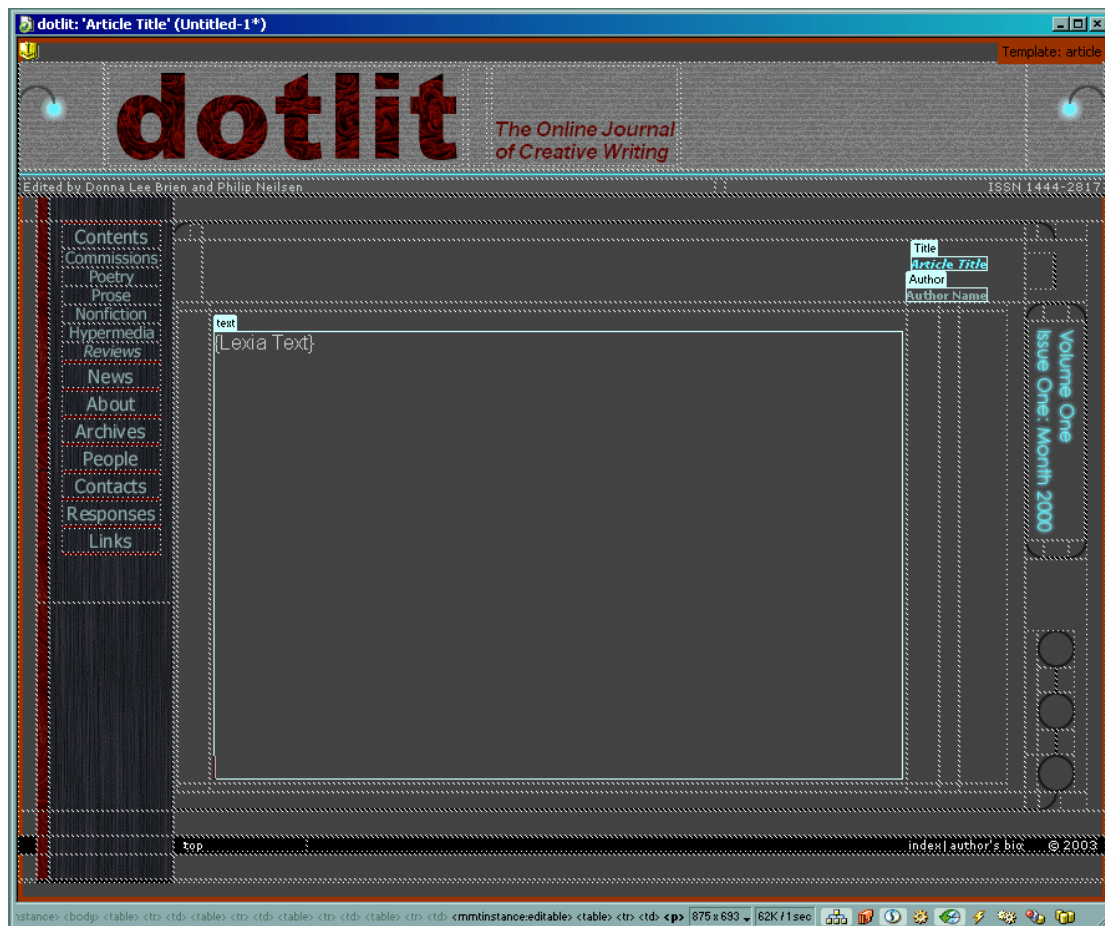 dotlit: 'Article Title' (Untitled-1*)
Template: article
dotlit
The Online Journal
of Creative Writing
Edited by Donna Lee Brien and Philip Neilsen
ISSN 1444-2817
Contents
Commissions
Poetry
Prose
Nonfiction
Hypermedia
Reviews
News
About
Archives
People
Contacts
Responses
Links
Title
Article Title
Author
Author Name
text
{Lexia Text}
Volume One
Issue One: Month 2000
top
index| author's bio
© 2003
nstance> <body> <table> <tr> <td> <table> <tr> <td> <table> <tr> <td> <table> <tr> <td> <mmtinstance:editable> <table> <tr> <td> <p> 875 x 693 62K / 1 sec